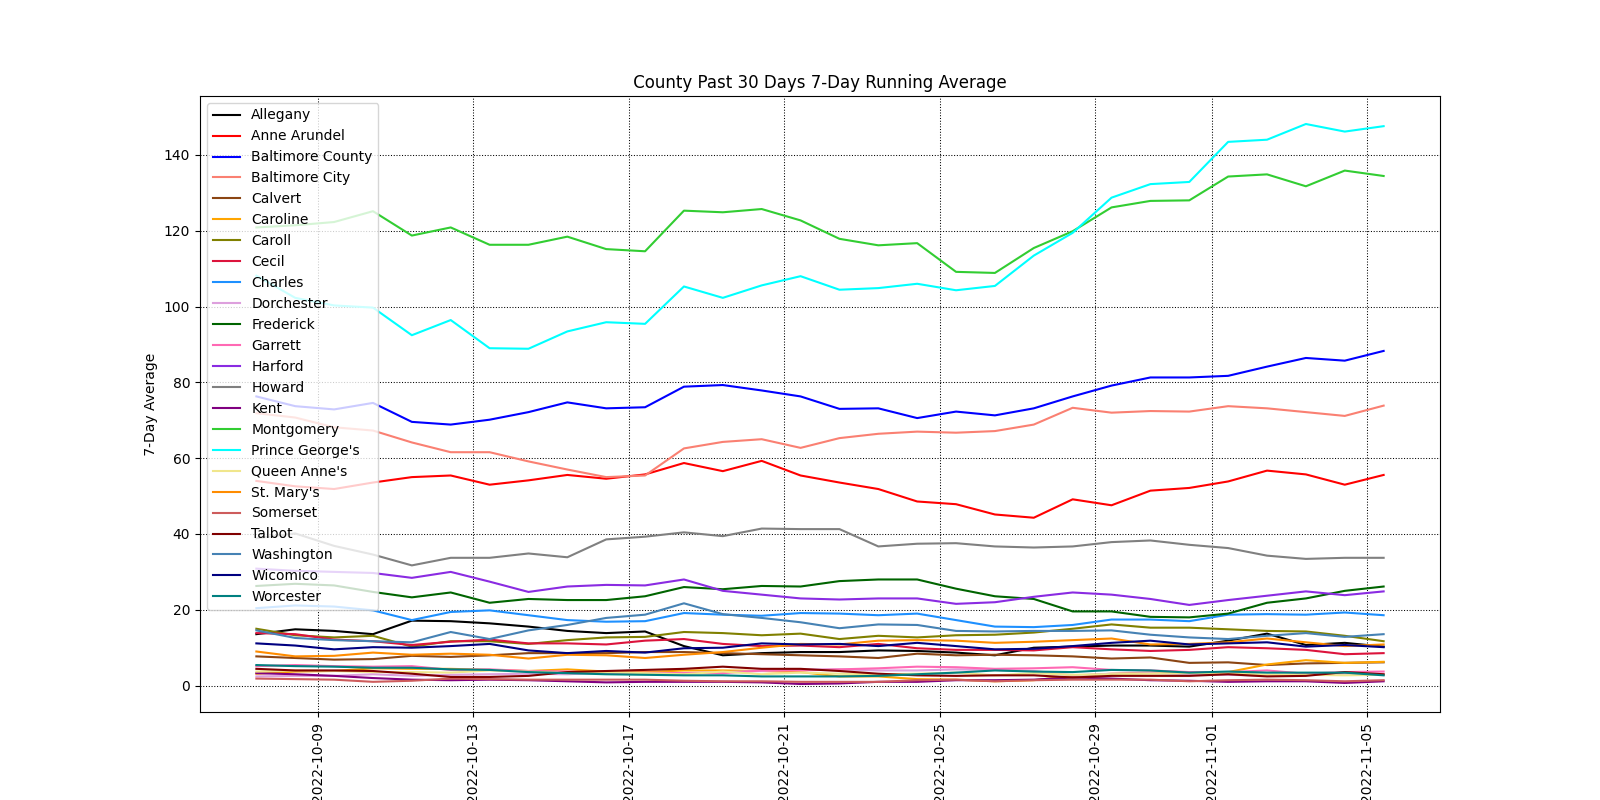 County Past 30 Days 7-Day Running Average
7-Day Average
140
120
100
80
60
40
20
0
Allegany
Anne Arundel
Baltimore County
Baltimore City
Calvert
Caroline
Caroll
Cecil
Charles
Dorchester
Frederick
Garrett
Harford
Howard
Kent
Montgomery
Prince George's
Queen Anne's
St. Mary's
Somerset
Talbot
Washington
Wicomico
Worcester
2022-10-09
2022-10-13
2022-10-17
2022-10-21
2022-10-25
2022-10-29
2022-11-01
2022-11-05